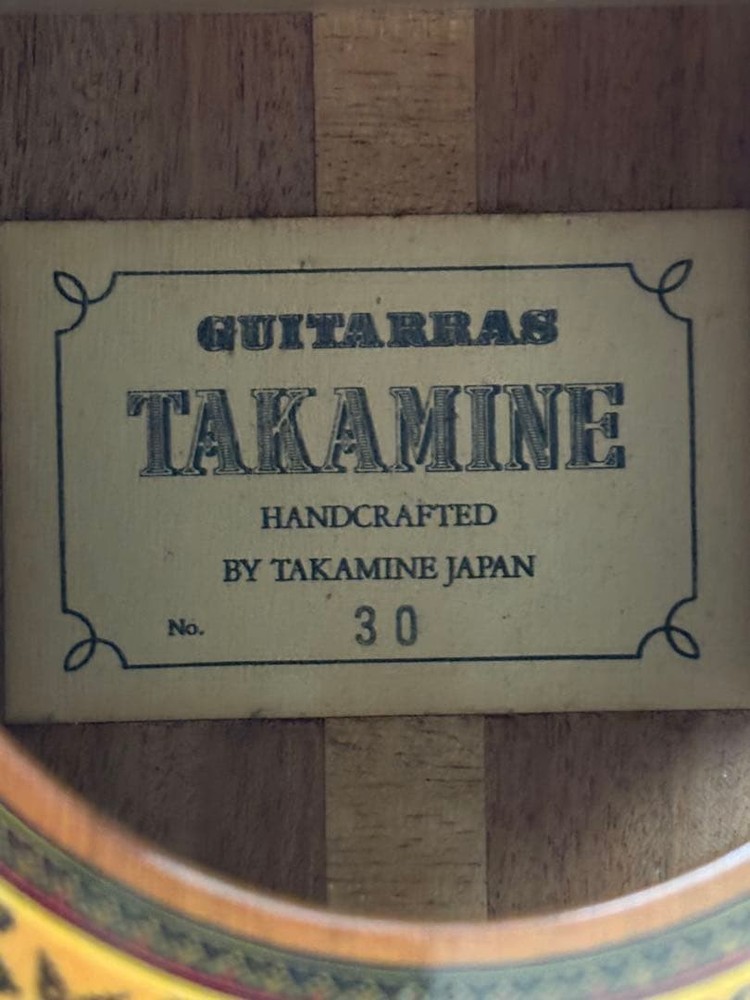 GUITARRAS
TAKAMINE
HANDCRAFTED
BY TAKAMINE JAPAN
No. 30